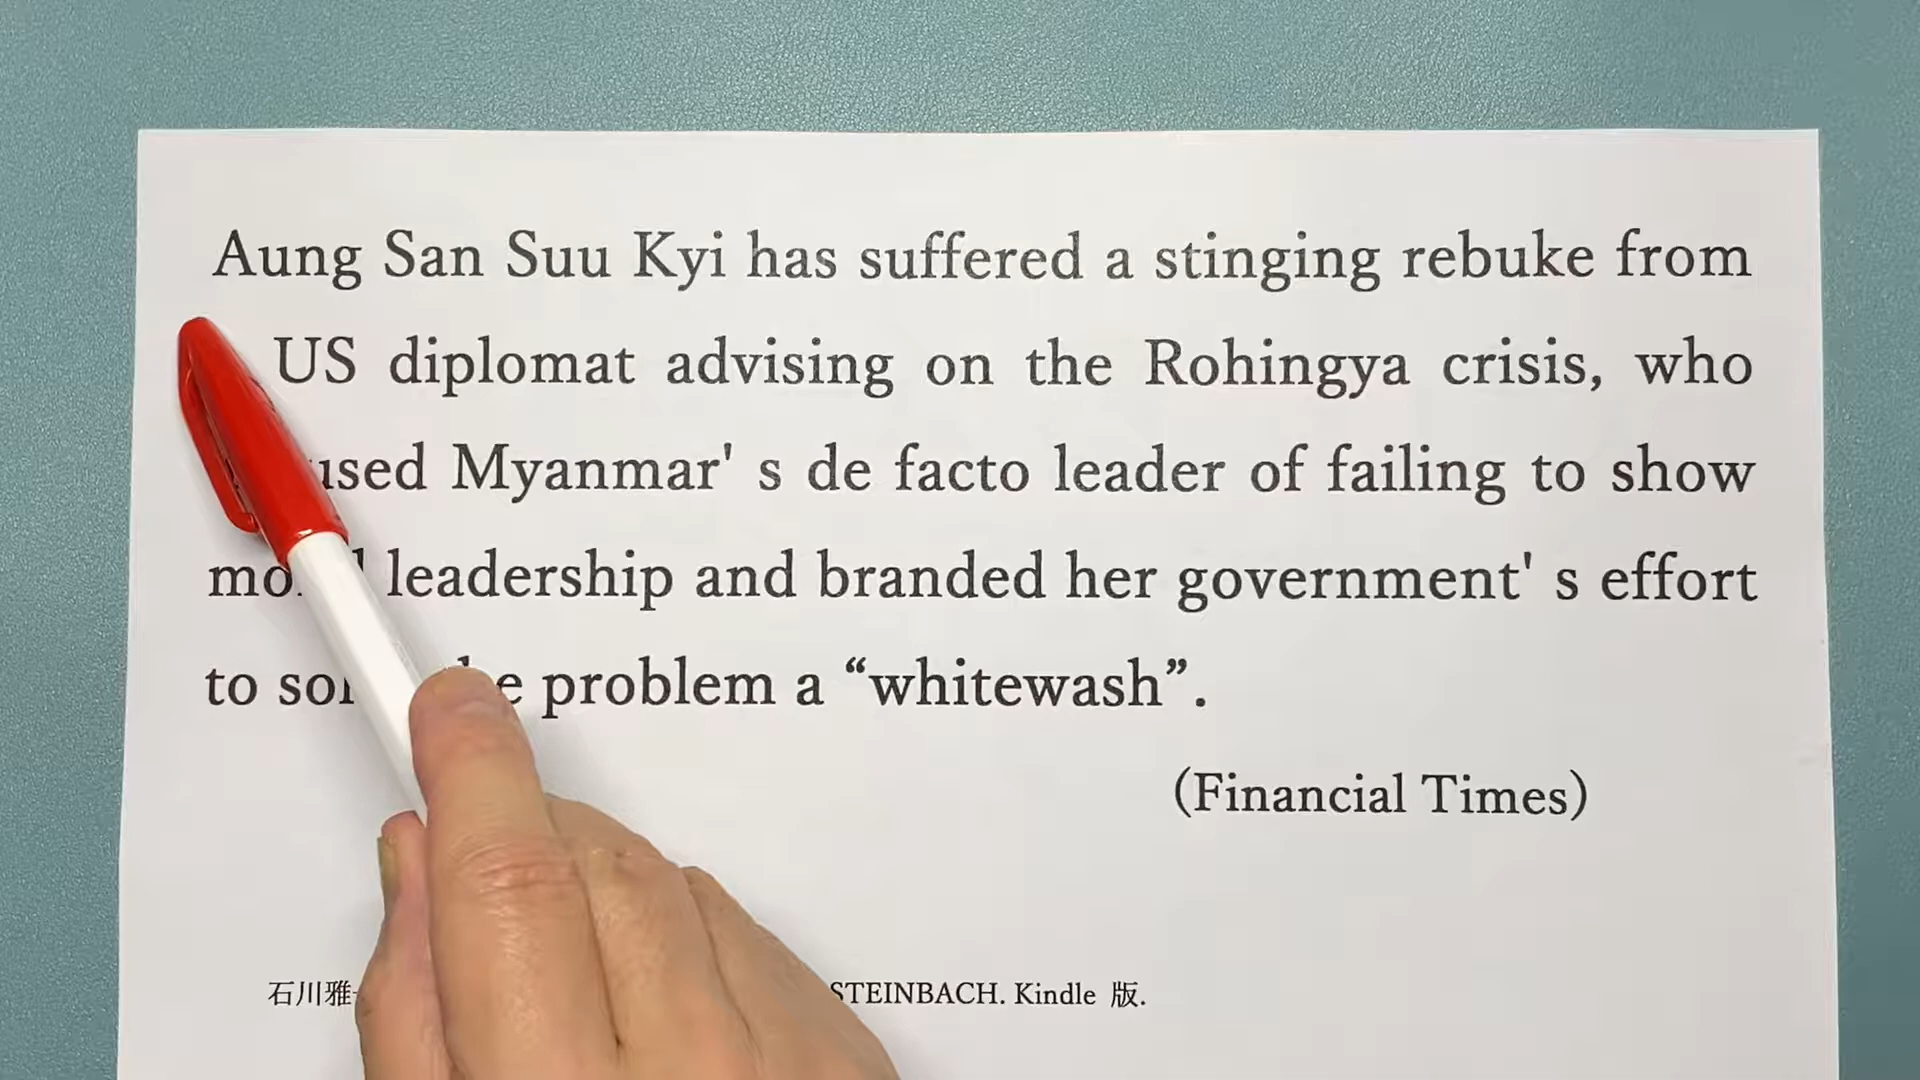 Aung San Suu Kyi has suffered a stinging rebuke from
US diplomat advising on the Rohingya crisis, who
Myanmar' s de facto leader of failing to show
leadership and branded her government' s effort
to problem a “whitewash”.
(Financial Times)
石川雅 STEINBACH. Kindle 版.